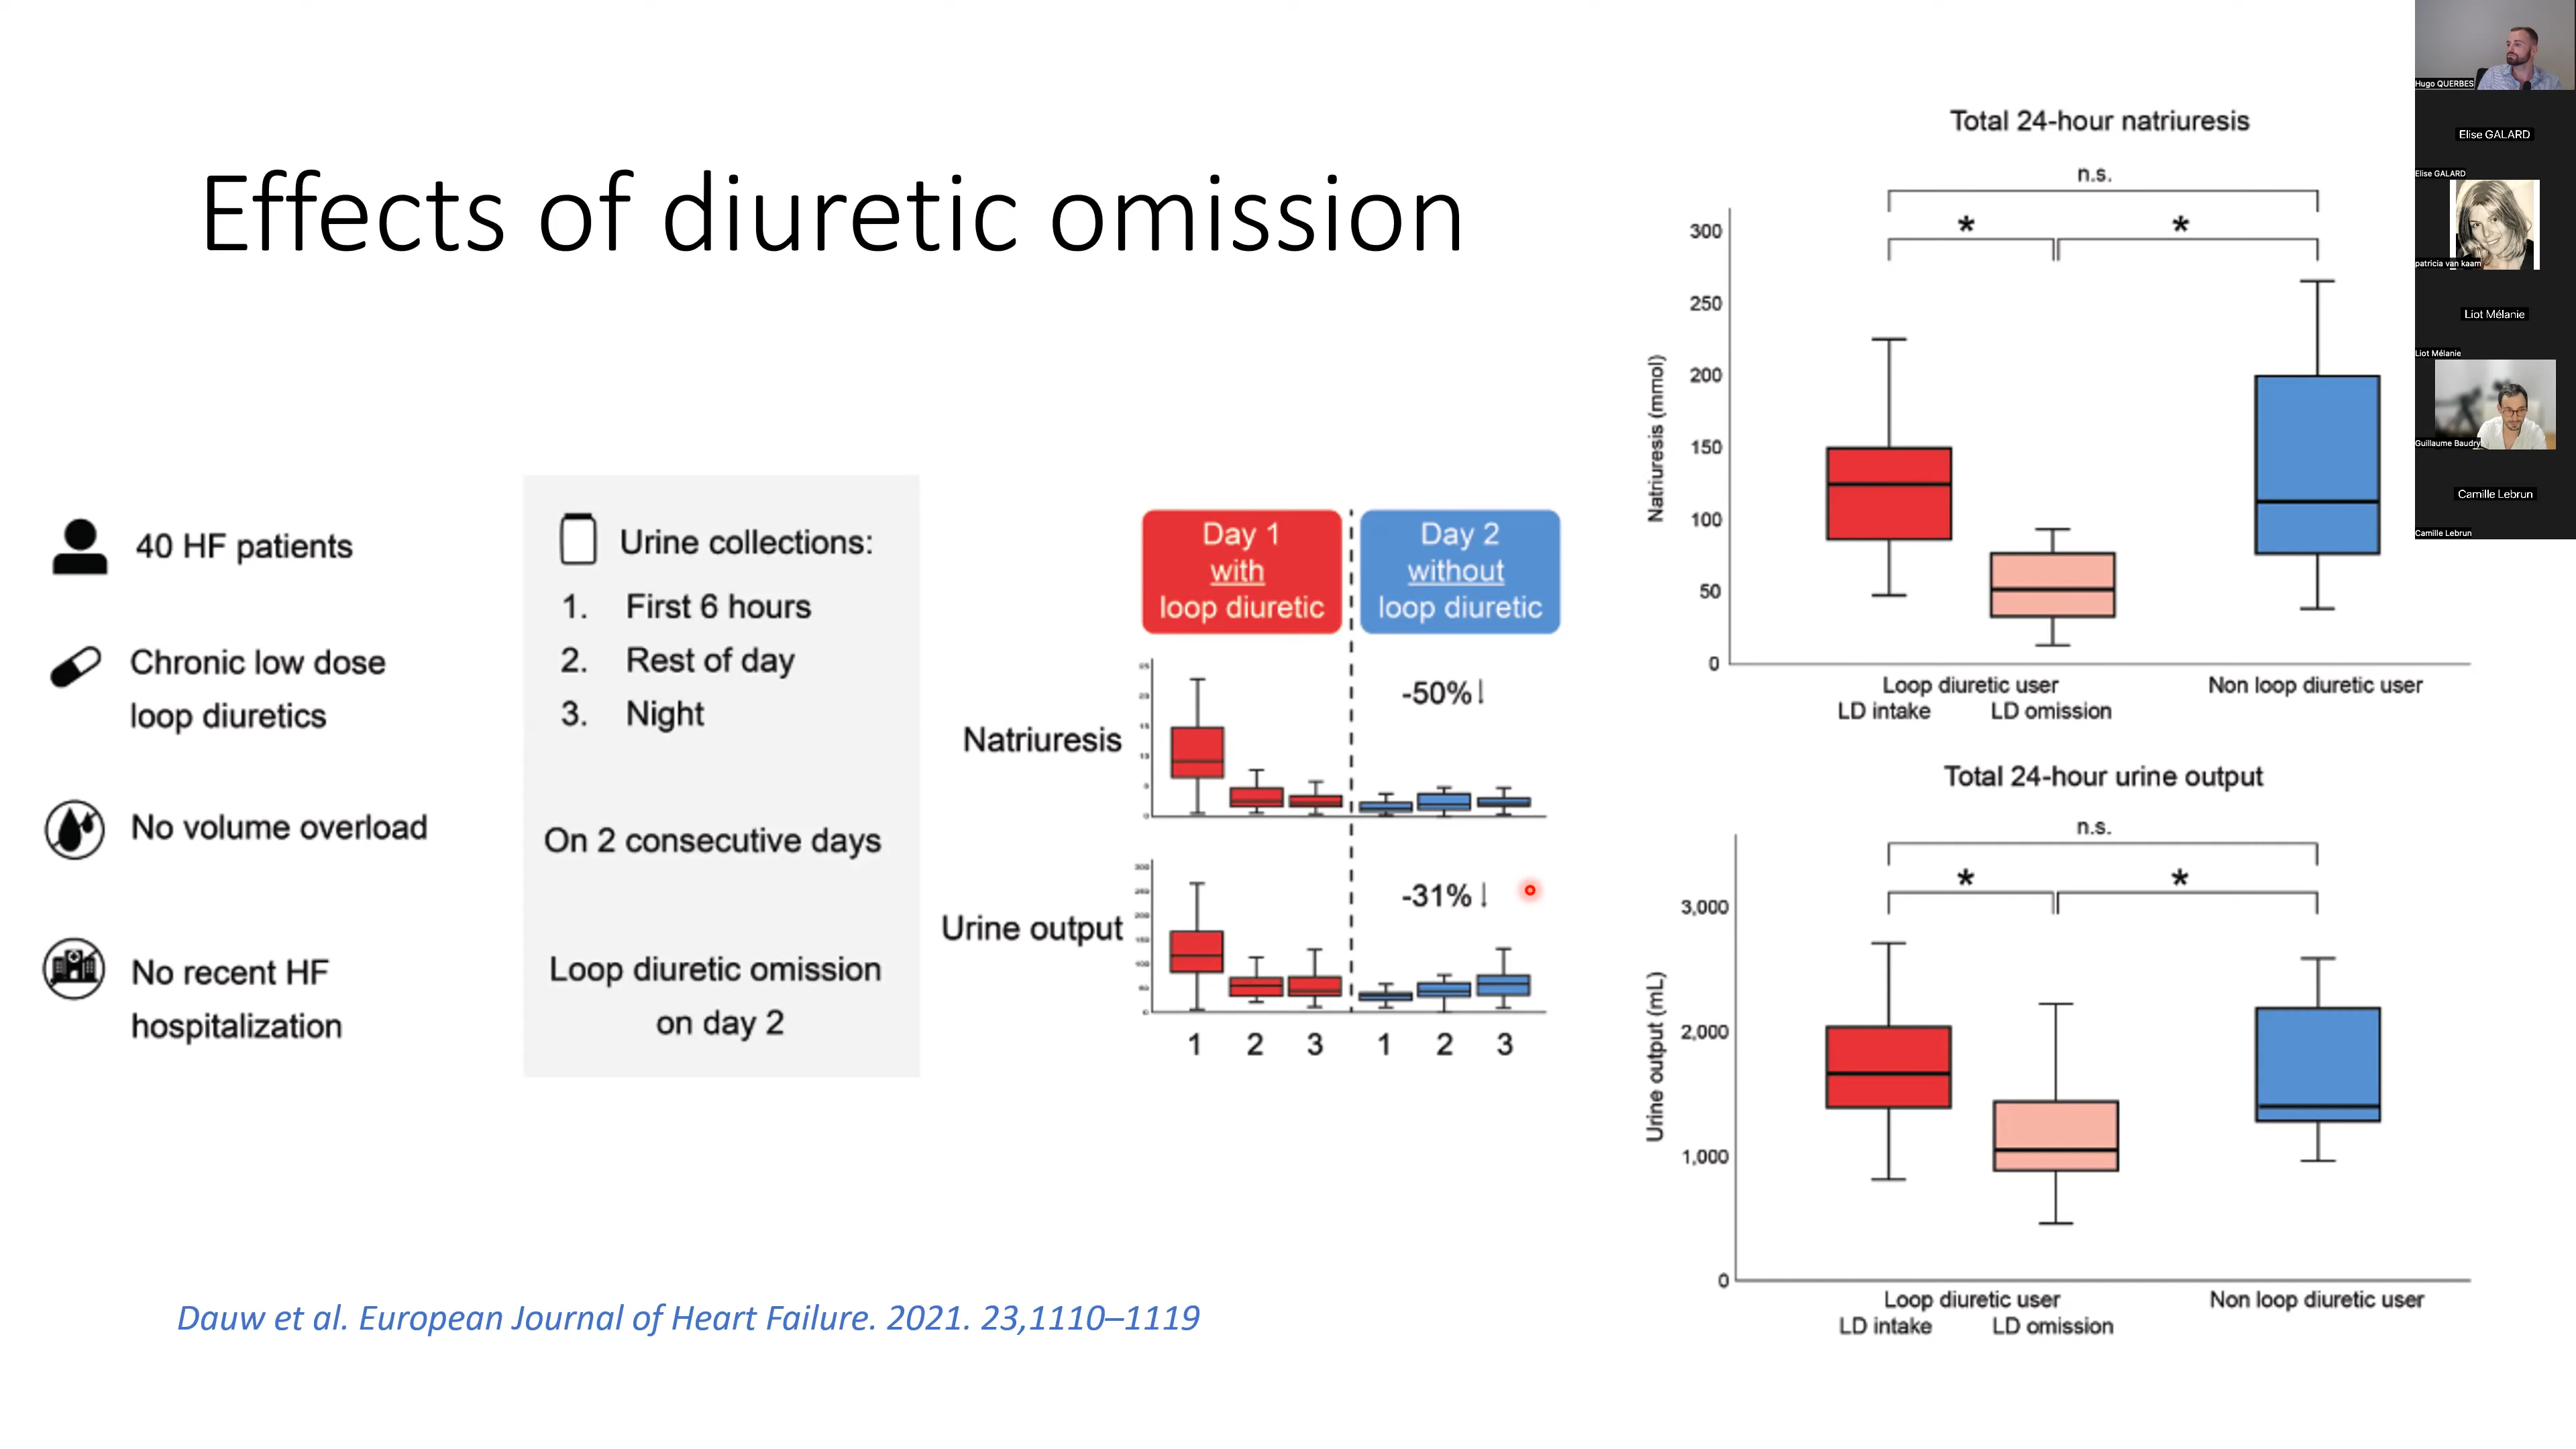 Effects of diuretic omission
40 HF patients
Chronic low dose
loop diuretics
No volume overload
No recent HF
hospitalization
Urine collections:
1. First 6 hours
2. Rest of day
3. Night
On 2 consecutive days
Loop diuretic omission
on day 2
Day 1
with
loop diuretic
Day 2
without
loop diuretic
Natriuresis
-50%↓
Urine output
-31%↓
1 2 3 1 2 3
Total 24-hour natriuresis
n.s.
* *
Natriuresis (mmol)
300
250
200
150
100
50
0
Loop diuretic user
LD intake LD omission
Non loop diuretic user
Total 24-hour urine output
n.s.
* *
Urine output (mL)
3,000
2,000
1,000
0
Loop diuretic user
LD intake LD omission
Non loop diuretic user
Dauw et al. European Journal of Heart Failure. 2021. 23,1110–1119
Hugo QUERBES
Elise GALARD
Elise GALARD
patricia van kaam
Liot Mélanie
Liot Mélanie
Guillaume Baudry
Camille Lebrun
Camille Lebrun